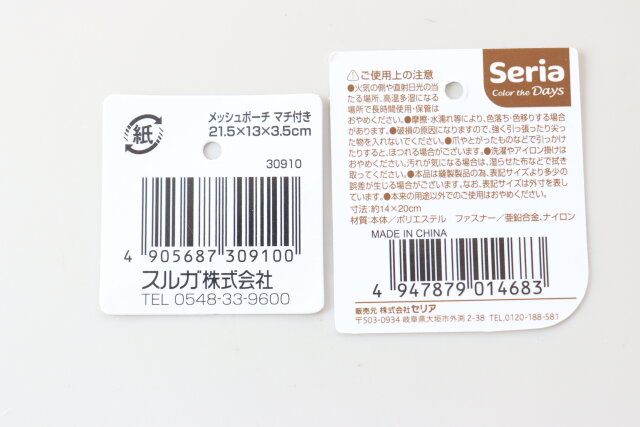 紙
メッシュポーチ マチ付き
21.5×13×3.5cm
30910
4 905687 309100
スルガ株式会社
TEL 0548-33-9600
Seria
Color the Days
⚠ご使用上の注意
●火気の側や直射日光の当
たる場所、高温多湿になる
場所で長時間使用・保管は
おやめください。●摩擦・水濡れ等により、色落ち・色移りする場合
があります。●破損の原因になりますので、強く引っ張ったり尖っ
た物を入れないでください。●爪やとがったものなどで引っかけ
たりすると、ほつれる場合がございます。●洗濯やアイロン掛けは
おやめください。汚れが気になる場合は、湿らせた布などで拭き
取ってください。●本品は縫製製品の為、表記サイズより多少の
誤差が生じる場合がございます。なお、表記サイズは外寸を表し
ています。●本来の用途以外でのご使用はおやめください。
寸法:約14×20cm
材質:本体/ポリエステル ファスナー/亜鉛合金、ナイロン
MADE IN CHINA
4 947879 014683
販売元 株式会社セリア
〒503-0934 岐阜県大垣市外渕 2-38 TEL.0120-188-581